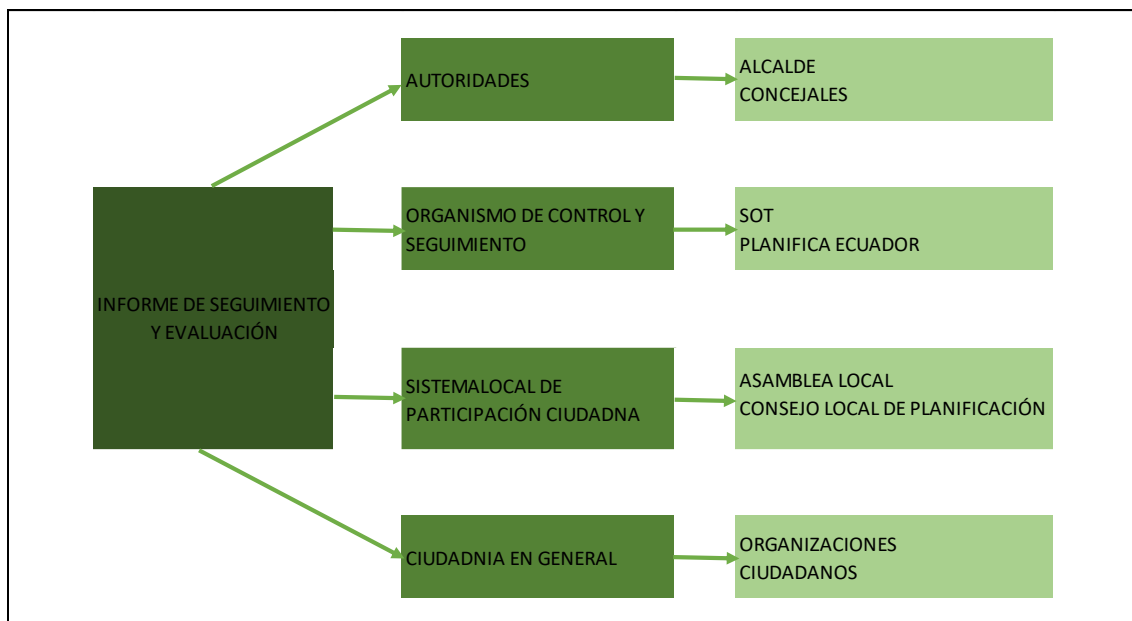 AUTORIDADES
ALCALDE
CONCEJALES
ORGANISMO DE CONTROL Y
SEGUIMIENTO
SOT
PLANIFICA ECUADOR
INFORME DE SEGUIMIENTO
Y EVALUACIÓN
SISTEMALOCAL DE
PARTICIPACIÓN CIUDADNA
ASAMBLEA LOCAL
CONSEJO LOCAL DE PLANIFICACIÓN
CIUDADNIA EN GENERAL
ORGANIZACIONES
CIUDADANOS